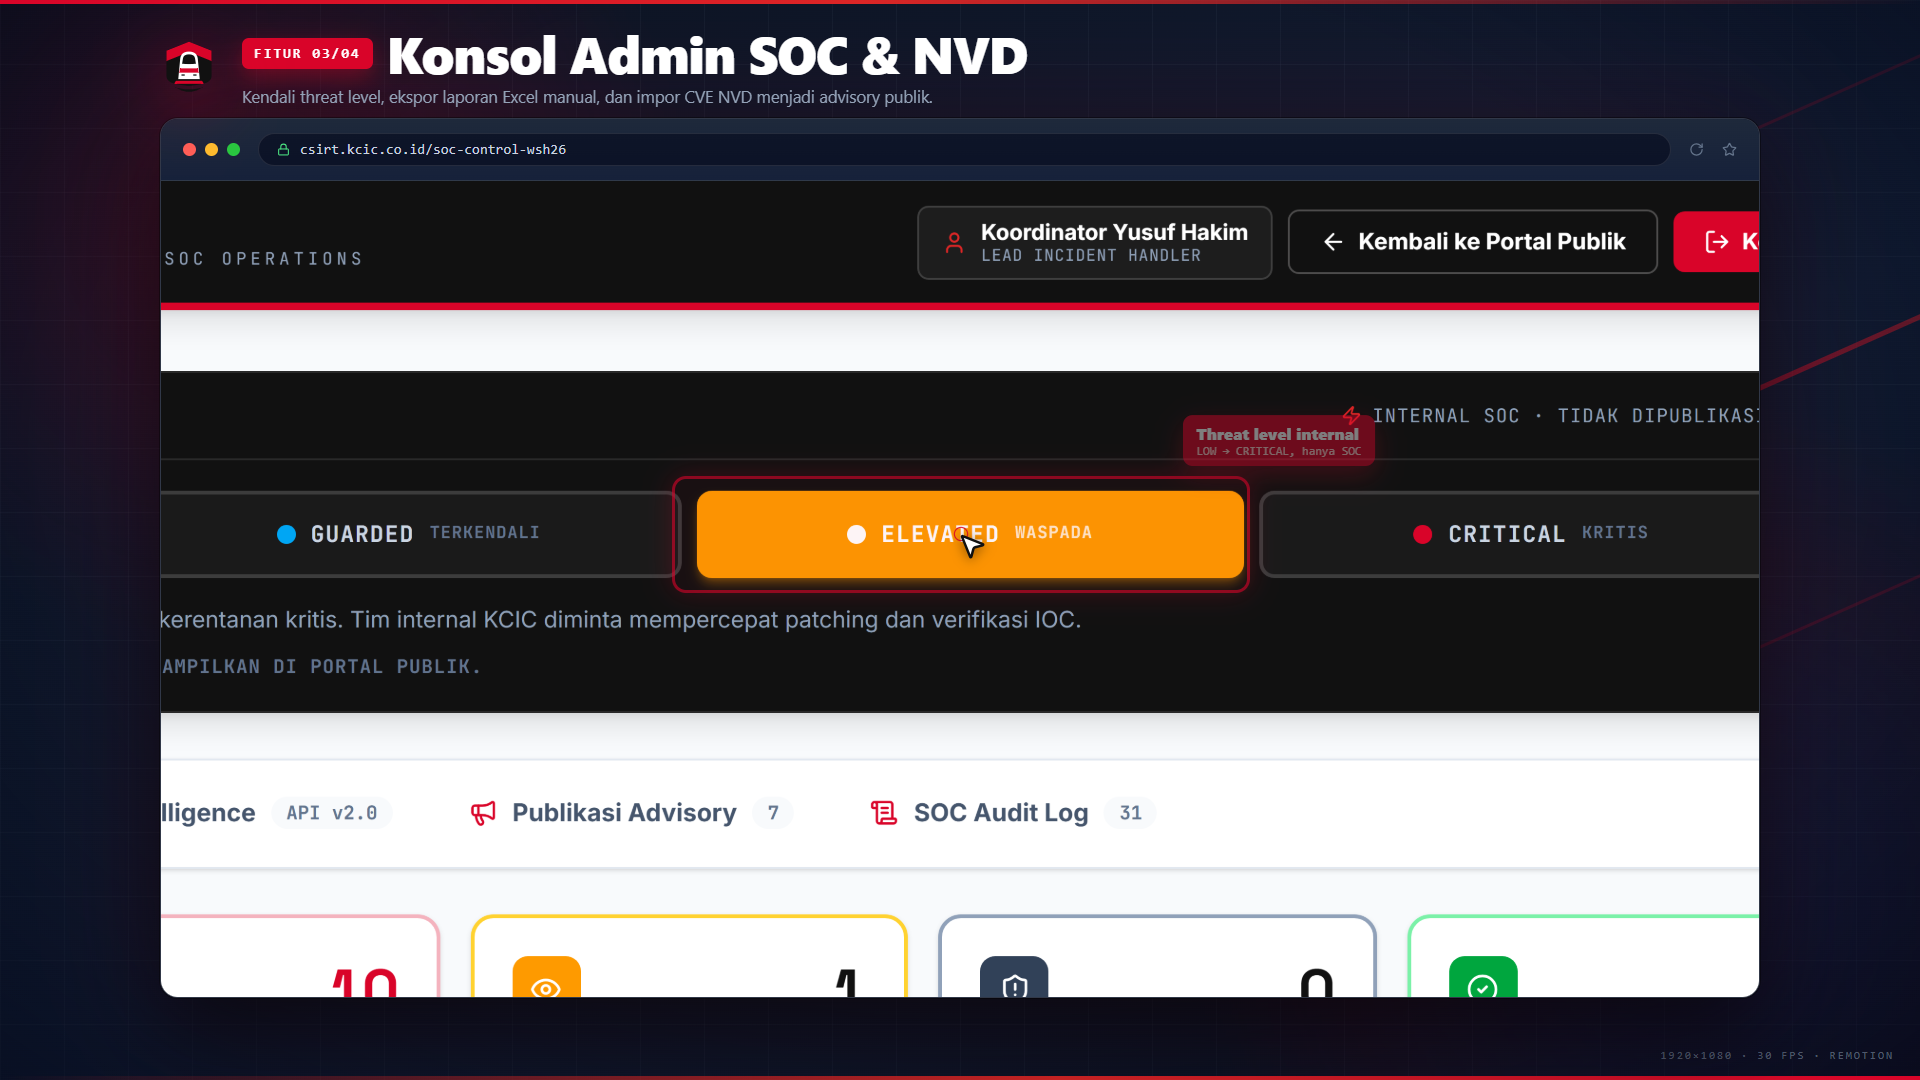 FITUR 03/04
Konsol Admin SOC & NVD
Kendali threat level, ekspor laporan Excel manual, dan impor CVE NVD menjadi advisory publik.
csirt.kcic.co.id/soc-control-wsh26
SOC OPERATIONS
Koordinator Yusuf Hakim
LEAD INCIDENT HANDLER
Kembali ke Portal Publik
K
INTERNAL SOC · TIDAK DIPUBLIKASI
Threat level internal
LOW → CRITICAL, hanya SOC
GUARDED TERKENDALI
ELEVATED WASPADA
CRITICAL KRITIS
kerentanan kritis. Tim internal KCIC diminta mempercepat patching dan verifikasi IOC.
AMPILKAN DI PORTAL PUBLIK.
lligence API v2.0
Publikasi Advisory 7
SOC Audit Log 31
10
1
0
1920×1080 · 30 FPS · REMOTION